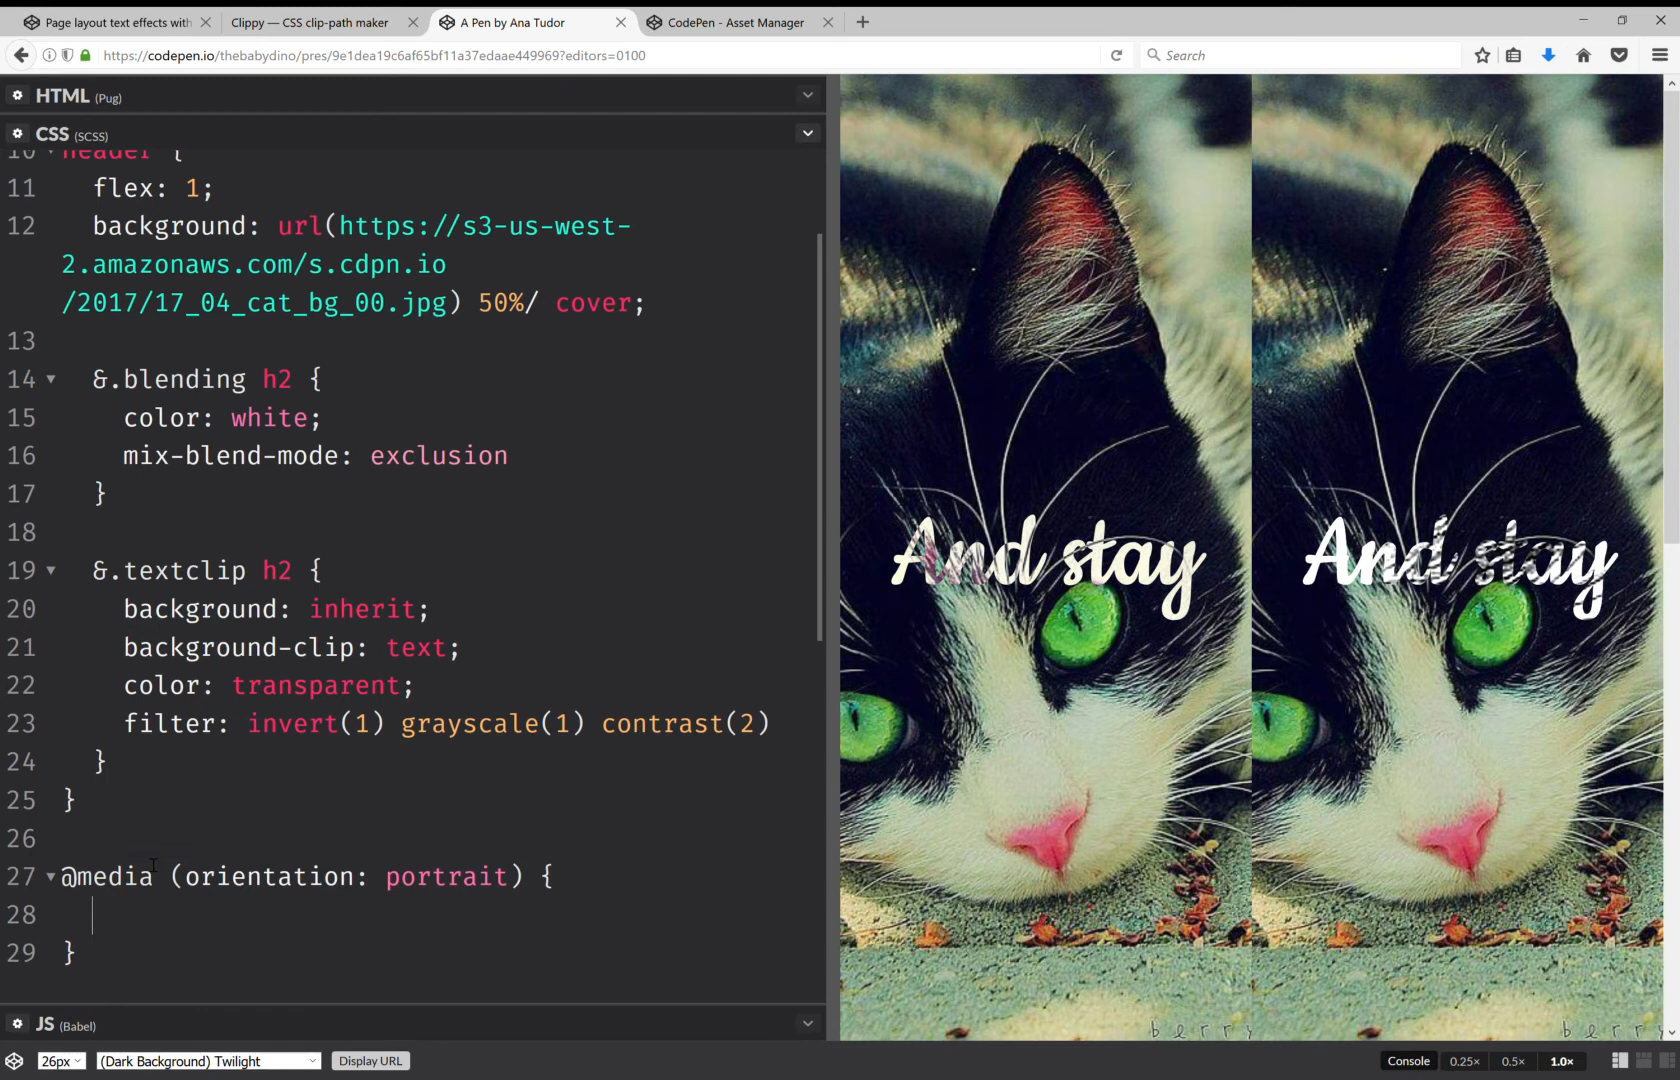 Page layout text effects with
Clippy — CSS clip-path maker
A Pen by Ana Tudor
CodePen - Asset Manager
https://codepen.io/thebabydino/pres/9e1dea19c6af65bf11a37edaae449969?editors=0100
Search
HTML (Pug)
CSS (SCSS)
10 header {
11 flex: 1;
12 background: url(https://s3-us-west-
2.amazonaws.com/s.cdpn.io
/2017/17_04_cat_bg_00.jpg) 50%/ cover;
13
14 &.blending h2 {
15 color: white;
16 mix-blend-mode: exclusion
17 }
18
19 &.textclip h2 {
20 background: inherit;
21 background-clip: text;
22 color: transparent;
23 filter: invert(1) grayscale(1) contrast(2)
24 }
25 }
26
27 @media (orientation: portrait) {
28
29 }
And stay
And stay
berry
berry
JS (Babel)
26px
(Dark Background) Twilight
Display URL
Console
0.25×
0.5×
1.0×